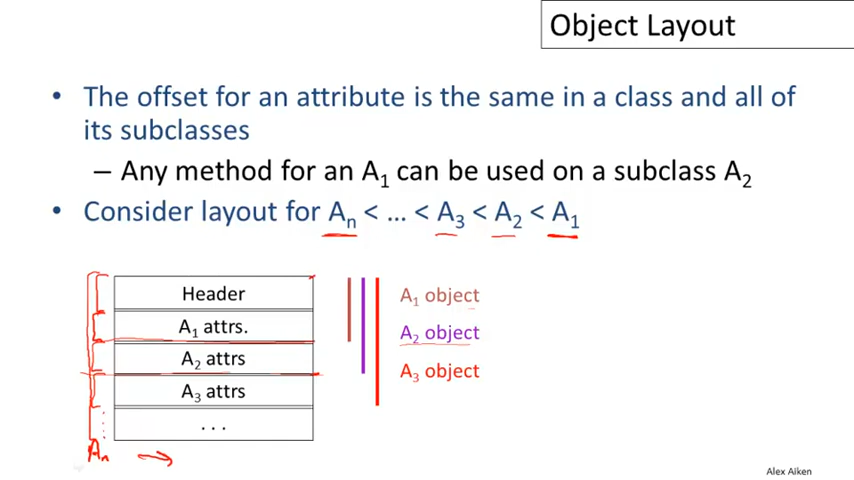 Object Layout
• The offset for an attribute is the same in a class and all of
its subclasses
– Any method for an A₁ can be used on a subclass A₂
• Consider layout for Aₙ < ... < A₃ < A₂ < A₁
Header
A₁ attrs.
A₂ attrs
A₃ attrs
. . .
A₁ object
A₂ object
A₃ object
Aₙ
Alex Aiken